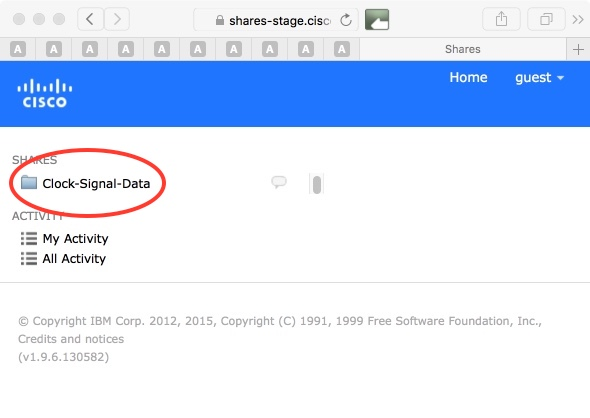 shares-stage.cisc
A A A A A A A A A A Shares
CISCO
Home guest
SHARES
Clock-Signal-Data
ACTIVITY
My Activity
All Activity
© Copyright IBM Corp. 2012, 2015, Copyright (C) 1991, 1999 Free Software Foundation, Inc.,
Credits and notices
(v1.9.6.130582)